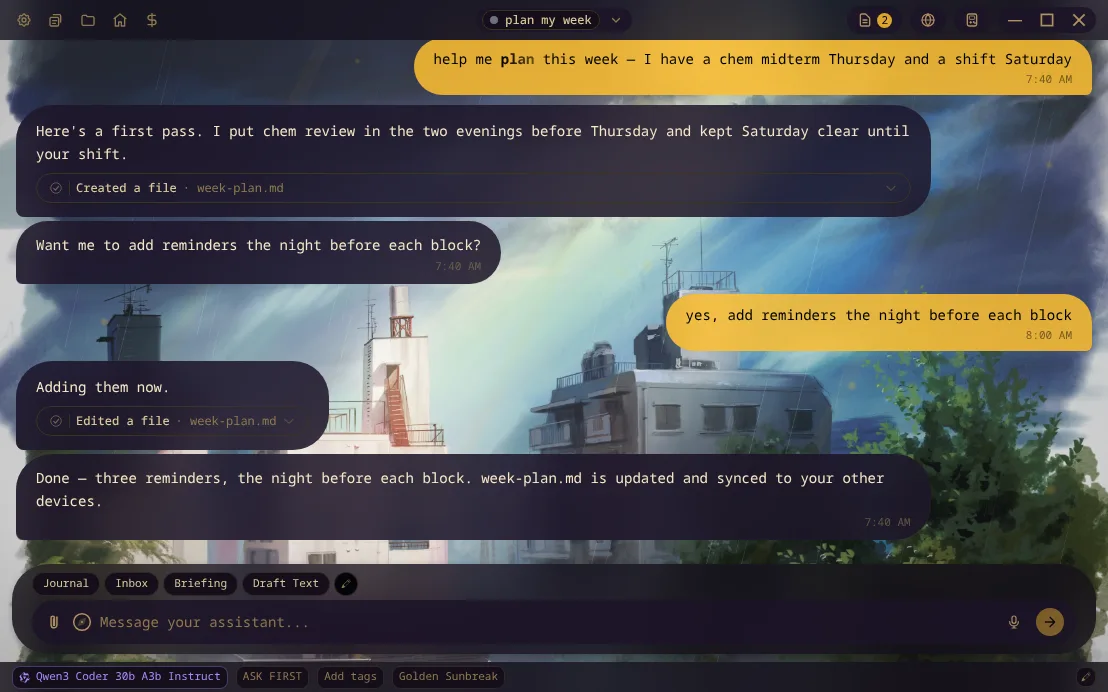 plan my week
2
help me plan this week — I have a chem midterm Thursday and a shift Saturday
7:40 AM
Here's a first pass. I put chem review in the two evenings before Thursday and kept Saturday clear until
your shift.
Created a file · week-plan.md
Want me to add reminders the night before each block?
7:40 AM
yes, add reminders the night before each block
8:00 AM
Adding them now.
Edited a file · week-plan.md
Done — three reminders, the night before each block. week-plan.md is updated and synced to your other
devices.
7:40 AM
Journal Inbox Briefing Draft Text
Message your assistant...
Qwen3 Coder 30b A3b Instruct ASK FIRST Add tags Golden Sunbreak